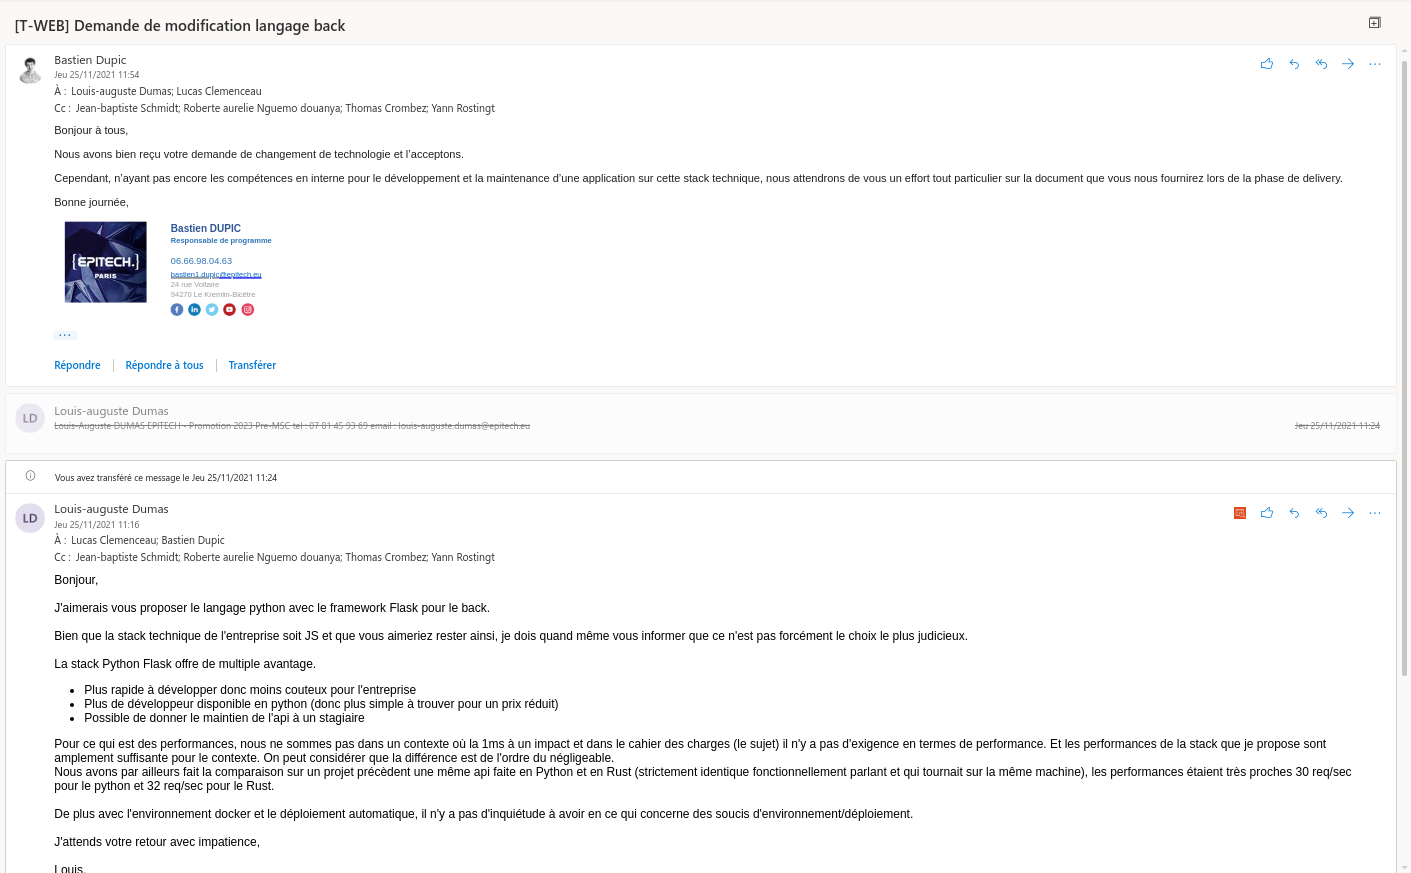 [T-WEB] Demande de modification langage back
Bastien Dupic
Jeu 25/11/2021 11:54
À : Louis-auguste Dumas; Lucas Clemenceau
Cc : Jean-baptiste Schmidt; Roberte aurelie Nguemo douanya; Thomas Crombez; Yann Rostingt
Bonjour à tous,
Nous avons bien reçu votre demande de changement de technologie et l'acceptons.
Cependant, n'ayant pas encore les compétences en interne pour le développement et la maintenance d'une application sur cette stack technique, nous attendrons de vous un effort tout particulier sur la document que vous nous fournirez lors de la phase de delivery.
Bonne journée,
[EPITECH.]
PARIS
Bastien DUPIC
Responsable de programme
06.66.98.04.63
bastien1.dupic@epitech.eu
24 rue Voltaire
94270 Le Kremlin-Bicêtre
...
Répondre
Répondre à tous
Transférer
LD
Louis-auguste Dumas
Louis-Auguste DUMAS EPITECH - Promotion 2023 Pre-MSC tel : 07 81 45 93 69 email : louis-auguste.dumas@epitech.eu
Jeu 25/11/2021 11:24
Vous avez transféré ce message le Jeu 25/11/2021 11:24
LD
Louis-auguste Dumas
Jeu 25/11/2021 11:16
À : Lucas Clemenceau; Bastien Dupic
Cc : Jean-baptiste Schmidt; Roberte aurelie Nguemo douanya; Thomas Crombez; Yann Rostingt
Bonjour,
J'aimerais vous proposer le langage python avec le framework Flask pour le back.
Bien que la stack technique de l'entreprise soit JS et que vous aimeriez rester ainsi, je dois quand même vous informer que ce n'est pas forcément le choix le plus judicieux.
La stack Python Flask offre de multiple avantage.
• Plus rapide à développer donc moins couteux pour l'entreprise
• Plus de développeur disponible en python (donc plus simple à trouver pour un prix réduit)
• Possible de donner le maintien de l'api à un stagiaire
Pour ce qui est des performances, nous ne sommes pas dans un contexte où la 1ms à un impact et dans le cahier des charges (le sujet) il n'y a pas d'exigence en termes de performance. Et les performances de la stack que je propose sont
amplement suffisante pour le contexte. On peut considérer que la différence est de l'ordre du négligeable.
Nous avons par ailleurs fait la comparaison sur un projet précèdent une même api faite en Python et en Rust (strictement identique fonctionnellement parlant et qui tournait sur la même machine), les performances étaient très proches 30 req/sec
pour le python et 32 req/sec pour le Rust.
De plus avec l'environnement docker et le déploiement automatique, il n'y a pas d'inquiétude à avoir en ce qui concerne des soucis d'environnement/déploiement.
J'attends votre retour avec impatience,
Louis.